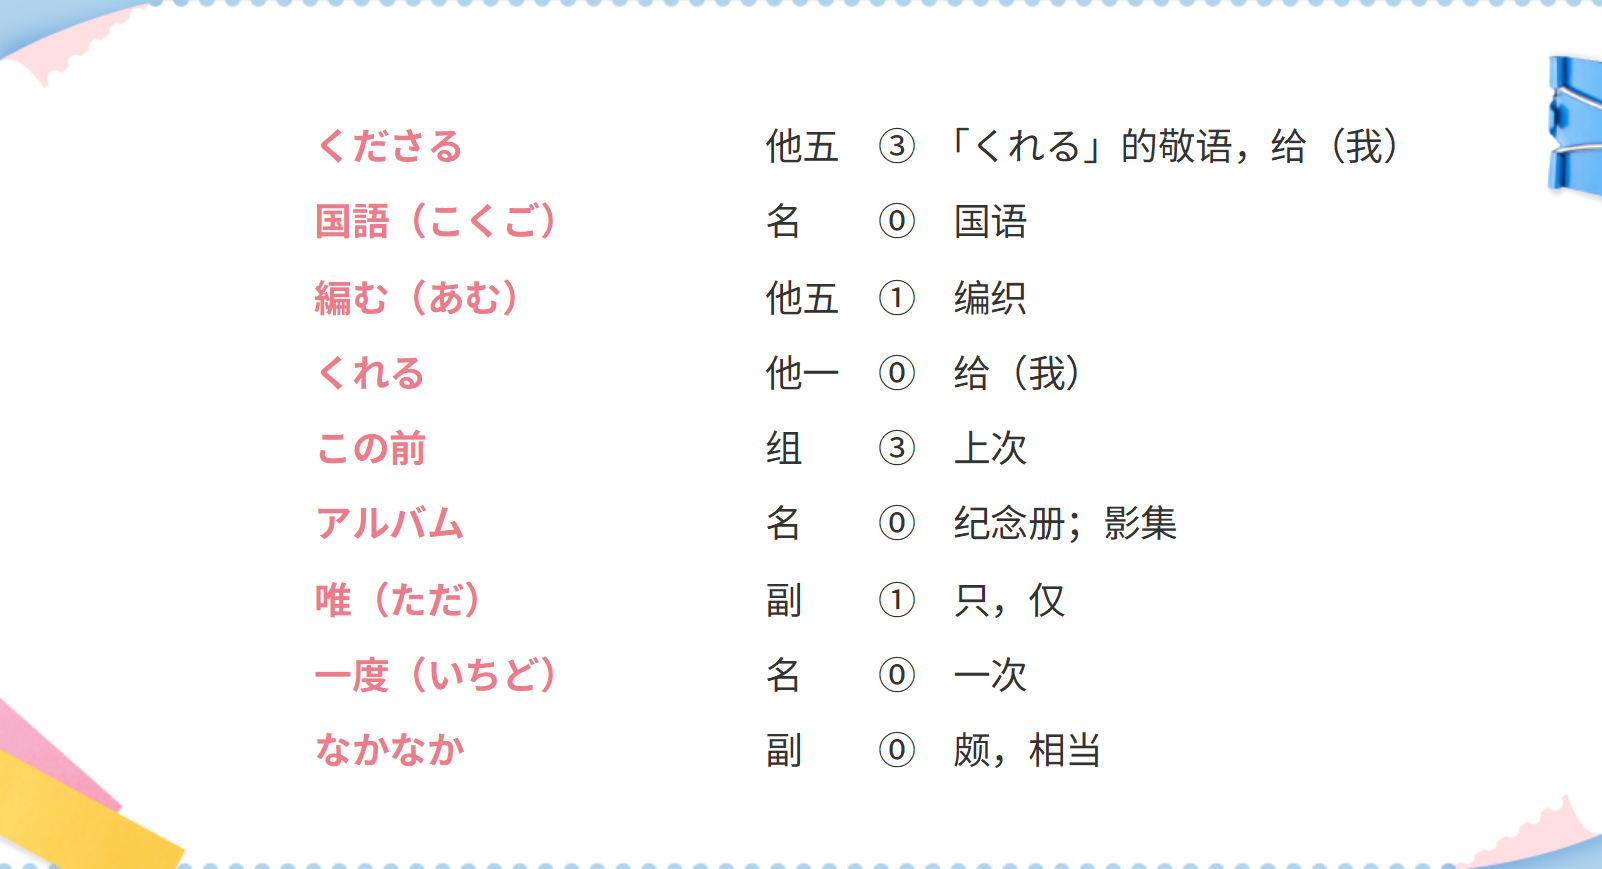 くださる 他五 ③ 「くれる」的敬语，给（我）
国語（こくご） 名 ⓪ 国语
編む（あむ） 他五 ① 编织
くれる 他一 ⓪ 给（我）
この前 组 ③ 上次
アルバム 名 ⓪ 纪念册；影集
唯（ただ） 副 ① 只，仅
一度（いちど） 名 ⓪ 一次
なかなか 副 ⓪ 颇，相当